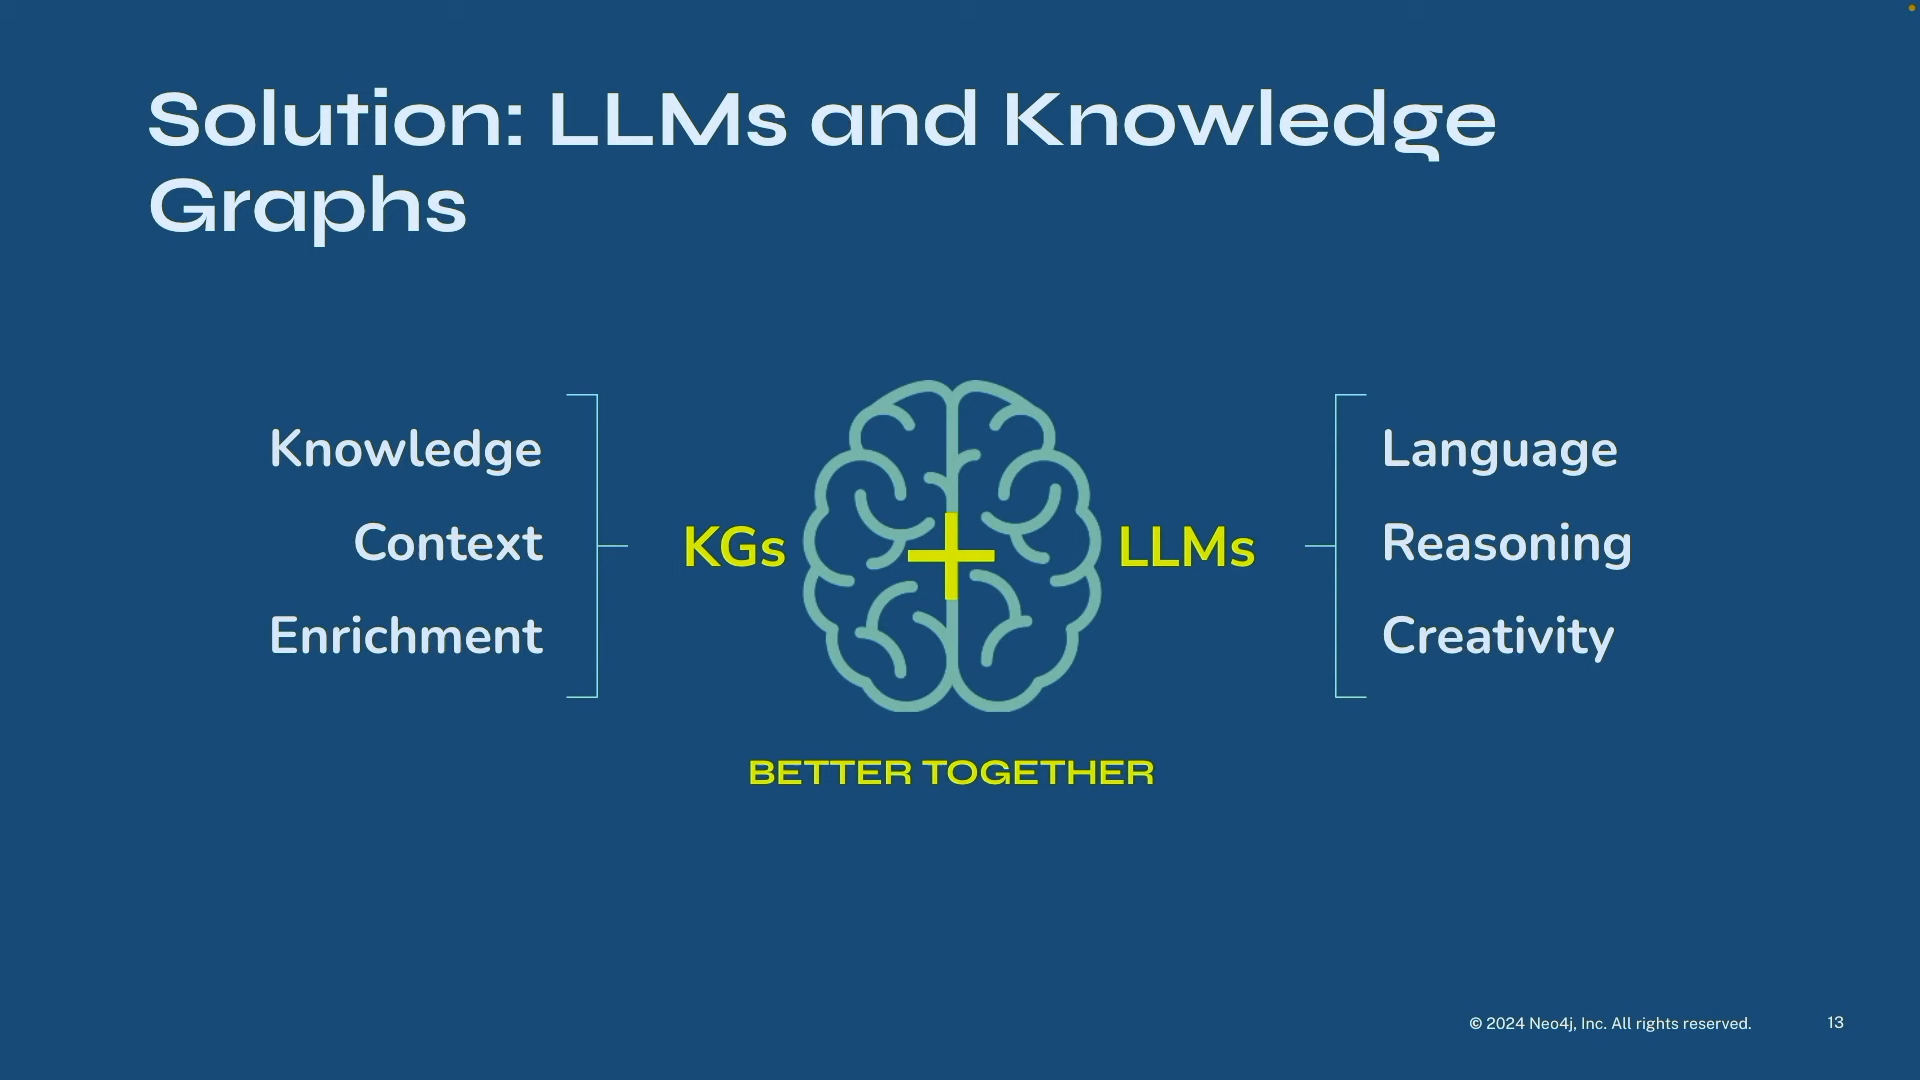 Solution: LLMs and Knowledge
Graphs
Knowledge
Context
Enrichment
KGs
LLMs
Language
Reasoning
Creativity
BETTER TOGETHER
© 2024 Neo4j, Inc. All rights reserved.
13